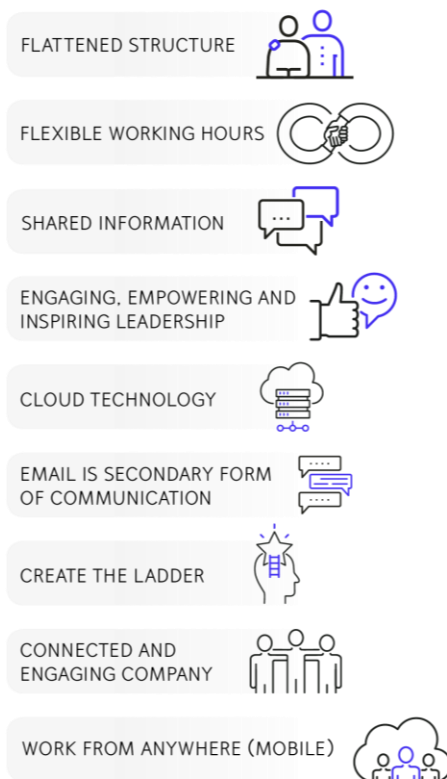 FLATTENED STRUCTURE
FLEXIBLE WORKING HOURS
SHARED INFORMATION
ENGAGING, EMPOWERING AND
INSPIRING LEADERSHIP
CLOUD TECHNOLOGY
EMAIL IS SECONDARY FORM
OF COMMUNICATION
CREATE THE LADDER
CONNECTED AND
ENGAGING COMPANY
WORK FROM ANYWHERE (MOBILE)